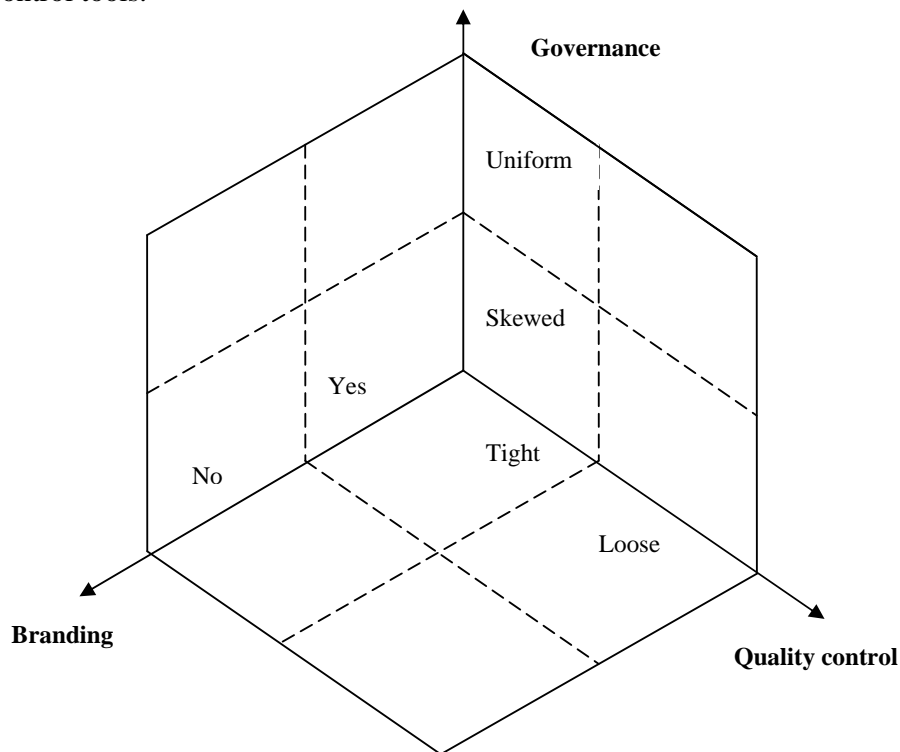 control tools.
Governance
Uniform
Skewed
Yes
Tight
No
Loose
Branding
Quality control